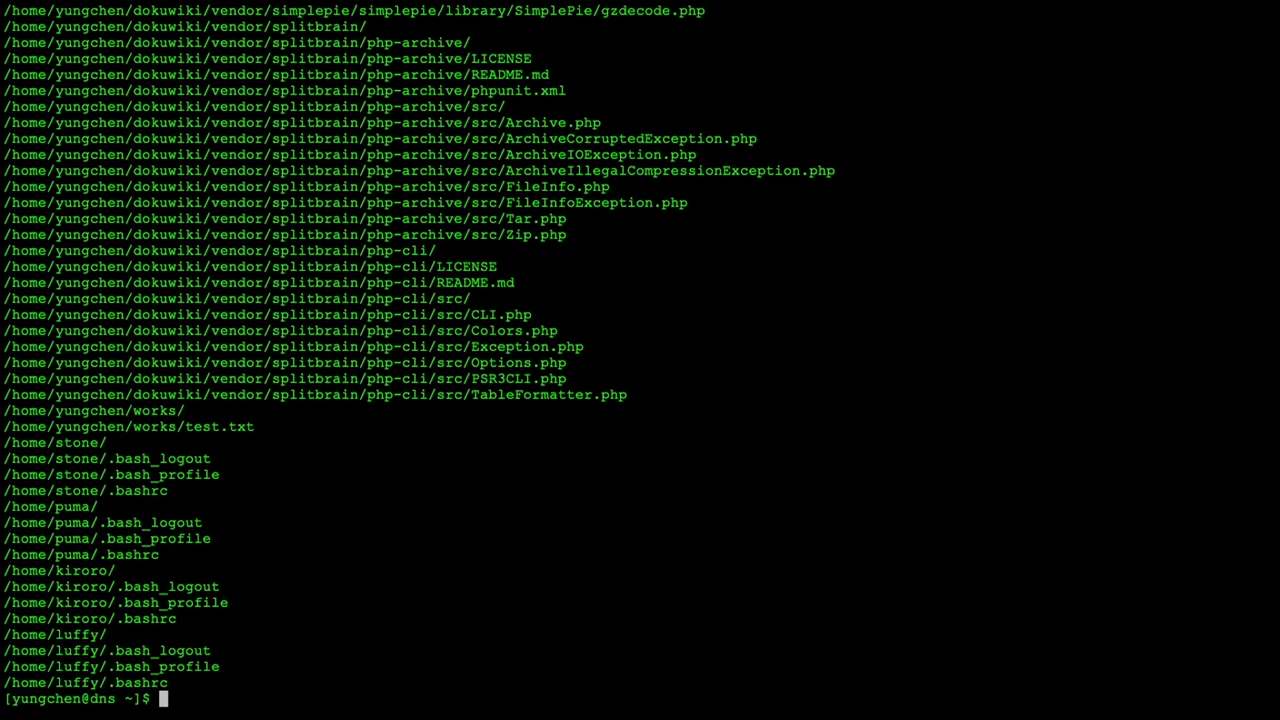 /home/yungchen/dokuwiki/vendor/simplepie/simplepie/library/SimplePie/gzdecode.php
/home/yungchen/dokuwiki/vendor/splitbrain/
/home/yungchen/dokuwiki/vendor/splitbrain/php-archive/
/home/yungchen/dokuwiki/vendor/splitbrain/php-archive/LICENSE
/home/yungchen/dokuwiki/vendor/splitbrain/php-archive/README.md
/home/yungchen/dokuwiki/vendor/splitbrain/php-archive/phpunit.xml
/home/yungchen/dokuwiki/vendor/splitbrain/php-archive/src/
/home/yungchen/dokuwiki/vendor/splitbrain/php-archive/src/Archive.php
/home/yungchen/dokuwiki/vendor/splitbrain/php-archive/src/ArchiveCorruptedException.php
/home/yungchen/dokuwiki/vendor/splitbrain/php-archive/src/ArchiveIOException.php
/home/yungchen/dokuwiki/vendor/splitbrain/php-archive/src/ArchiveIllegalCompressionException.php
/home/yungchen/dokuwiki/vendor/splitbrain/php-archive/src/FileInfo.php
/home/yungchen/dokuwiki/vendor/splitbrain/php-archive/src/FileInfoException.php
/home/yungchen/dokuwiki/vendor/splitbrain/php-archive/src/Tar.php
/home/yungchen/dokuwiki/vendor/splitbrain/php-archive/src/Zip.php
/home/yungchen/dokuwiki/vendor/splitbrain/php-cli/
/home/yungchen/dokuwiki/vendor/splitbrain/php-cli/LICENSE
/home/yungchen/dokuwiki/vendor/splitbrain/php-cli/README.md
/home/yungchen/dokuwiki/vendor/splitbrain/php-cli/src/
/home/yungchen/dokuwiki/vendor/splitbrain/php-cli/src/CLI.php
/home/yungchen/dokuwiki/vendor/splitbrain/php-cli/src/Colors.php
/home/yungchen/dokuwiki/vendor/splitbrain/php-cli/src/Exception.php
/home/yungchen/dokuwiki/vendor/splitbrain/php-cli/src/Options.php
/home/yungchen/dokuwiki/vendor/splitbrain/php-cli/src/PSR3CLI.php
/home/yungchen/dokuwiki/vendor/splitbrain/php-cli/src/TableFormatter.php
/home/yungchen/works/
/home/yungchen/works/test.txt
/home/stone/
/home/stone/.bash_logout
/home/stone/.bash_profile
/home/stone/.bashrc
/home/puma/
/home/puma/.bash_logout
/home/puma/.bash_profile
/home/puma/.bashrc
/home/kiroro/
/home/kiroro/.bash_logout
/home/kiroro/.bash_profile
/home/kiroro/.bashrc
/home/luffy/
/home/luffy/.bash_logout
/home/luffy/.bash_profile
/home/luffy/.bashrc
[yungchen@dns ~]$